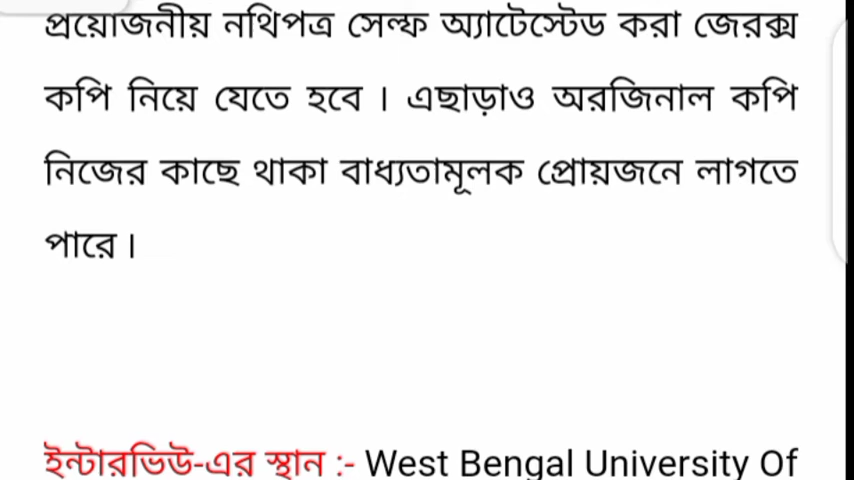 প্রয়োজনীয় নথিপত্র সেল্ফ অ্যাটেস্টেড করা জেরক্স
কপি নিয়ে যেতে হবে । এছাড়াও অরজিনাল কপি
নিজের কাছে থাকা বাধ্যতামূলক প্রোয়জনে লাগতে
পারে ।
ইন্টারভিউ-এর স্থান :- West Bengal University Of